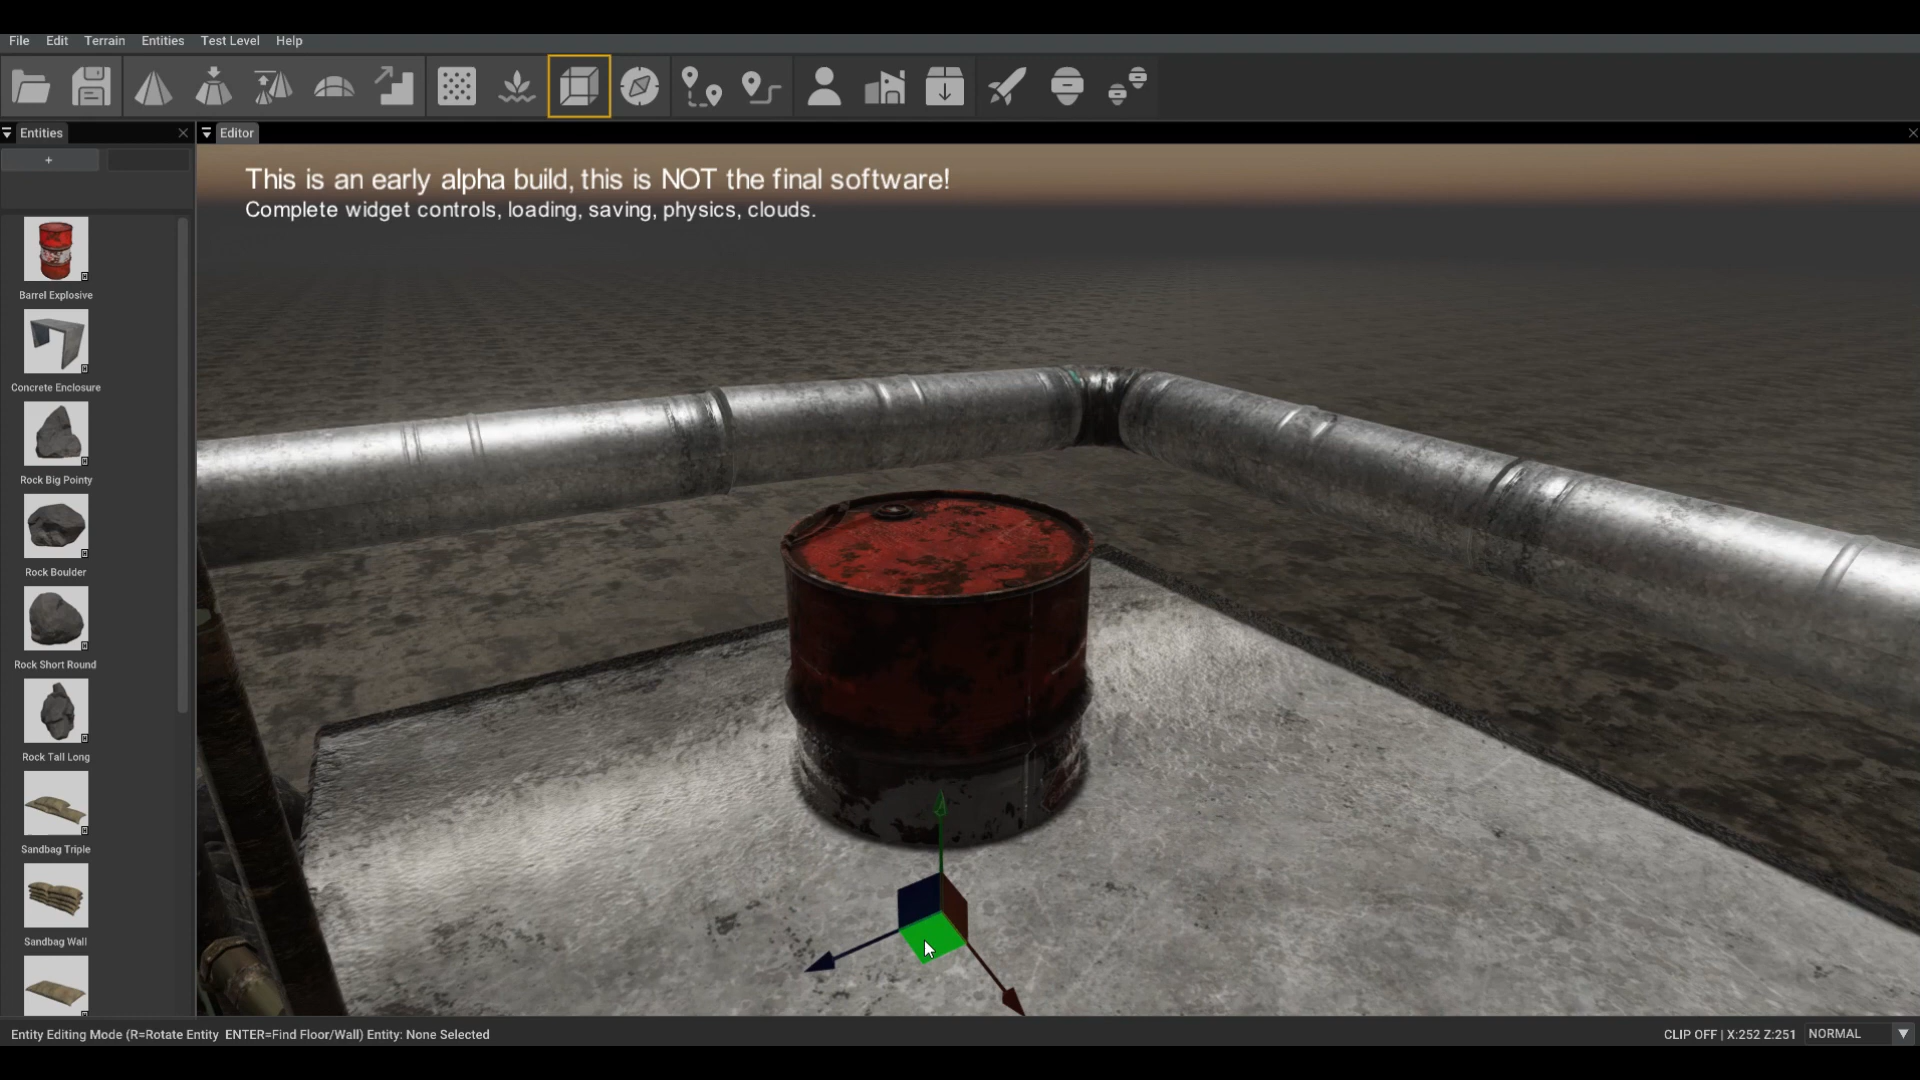 File Edit Terrain Entities Test Level Help
Entities
Editor
+
This is an early alpha build, this is NOT the final software!
Complete widget controls, loading, saving, physics, clouds.
Barrel Explosive
Concrete Enclosure
Rock Big Pointy
Rock Boulder
Rock Short Round
Rock Tall Long
Sandbag Triple
Sandbag Wall
Entity Editing Mode (R=Rotate Entity ENTER=Find Floor/Wall) Entity: None Selected
CLIP OFF | X:252 Z:251 NORMAL